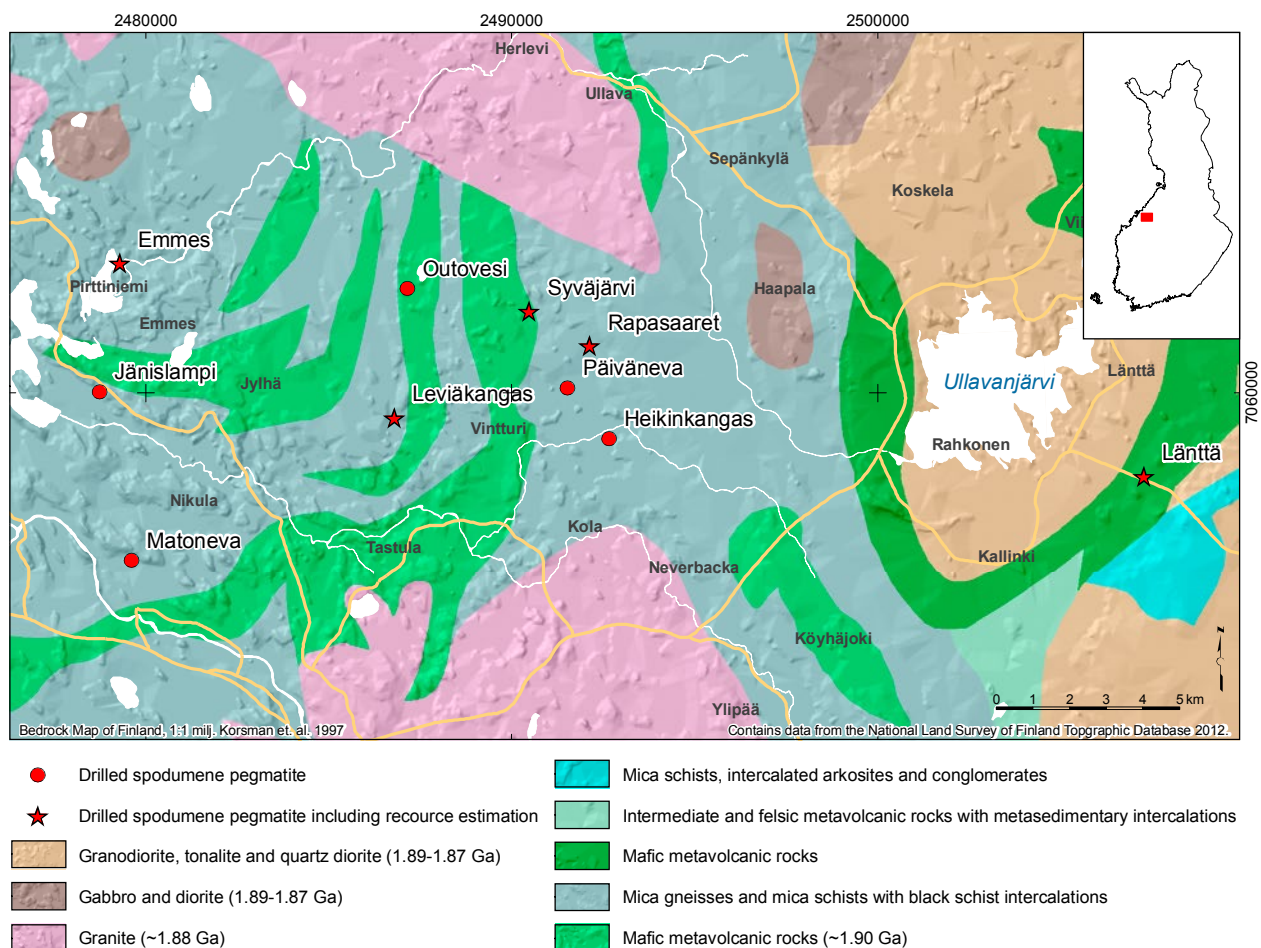 2480000
2490000
2500000
Herlevi
Ullava
Sepänkylä
Koskela
Emmes
Pirttiniemi
Outovesi
Syväjärvi
Haapala
Emmes
Rapasaaret
Jänislampi
Jylhä
Päiväneva
Leviäkangas
Ullavanjärvi
Länttä
7060000
Vintturi
Heikinkangas
Rahkonen
Länttä
Nikula
Kola
Matoneva
Tastula
Neverbacka
Kallinki
Köyhäjoki
Ylipää
0 1 2 3 4 5 km
Bedrock Map of Finland, 1:1 milj. Korsman et. al. 1997
Contains data from the National Land Survey of Finland Topgraphic Database 2012.
Drilled spodumene pegmatite
Drilled spodumene pegmatite including recource estimation
Granodiorite, tonalite and quartz diorite (1.89-1.87 Ga)
Gabbro and diorite (1.89-1.87 Ga)
Granite (~1.88 Ga)
Mica schists, intercalated arkosites and conglomerates
Intermediate and felsic metavolcanic rocks with metasedimentary intercalations
Mafic metavolcanic rocks
Mica gneisses and mica schists with black schist intercalations
Mafic metavolcanic rocks (~1.90 Ga)